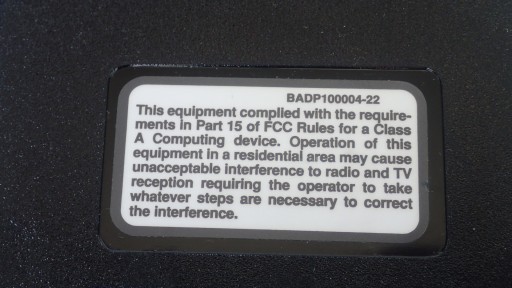 BADP100004-22
This equipment complied with the require-
ments in Part 15 of FCC Rules for a Class
A Computing device. Operation of this
equipment in a residential area may cause
unacceptable interference to radio and TV
reception requiring the operator to take
whatever steps are necessary to correct
the interference.